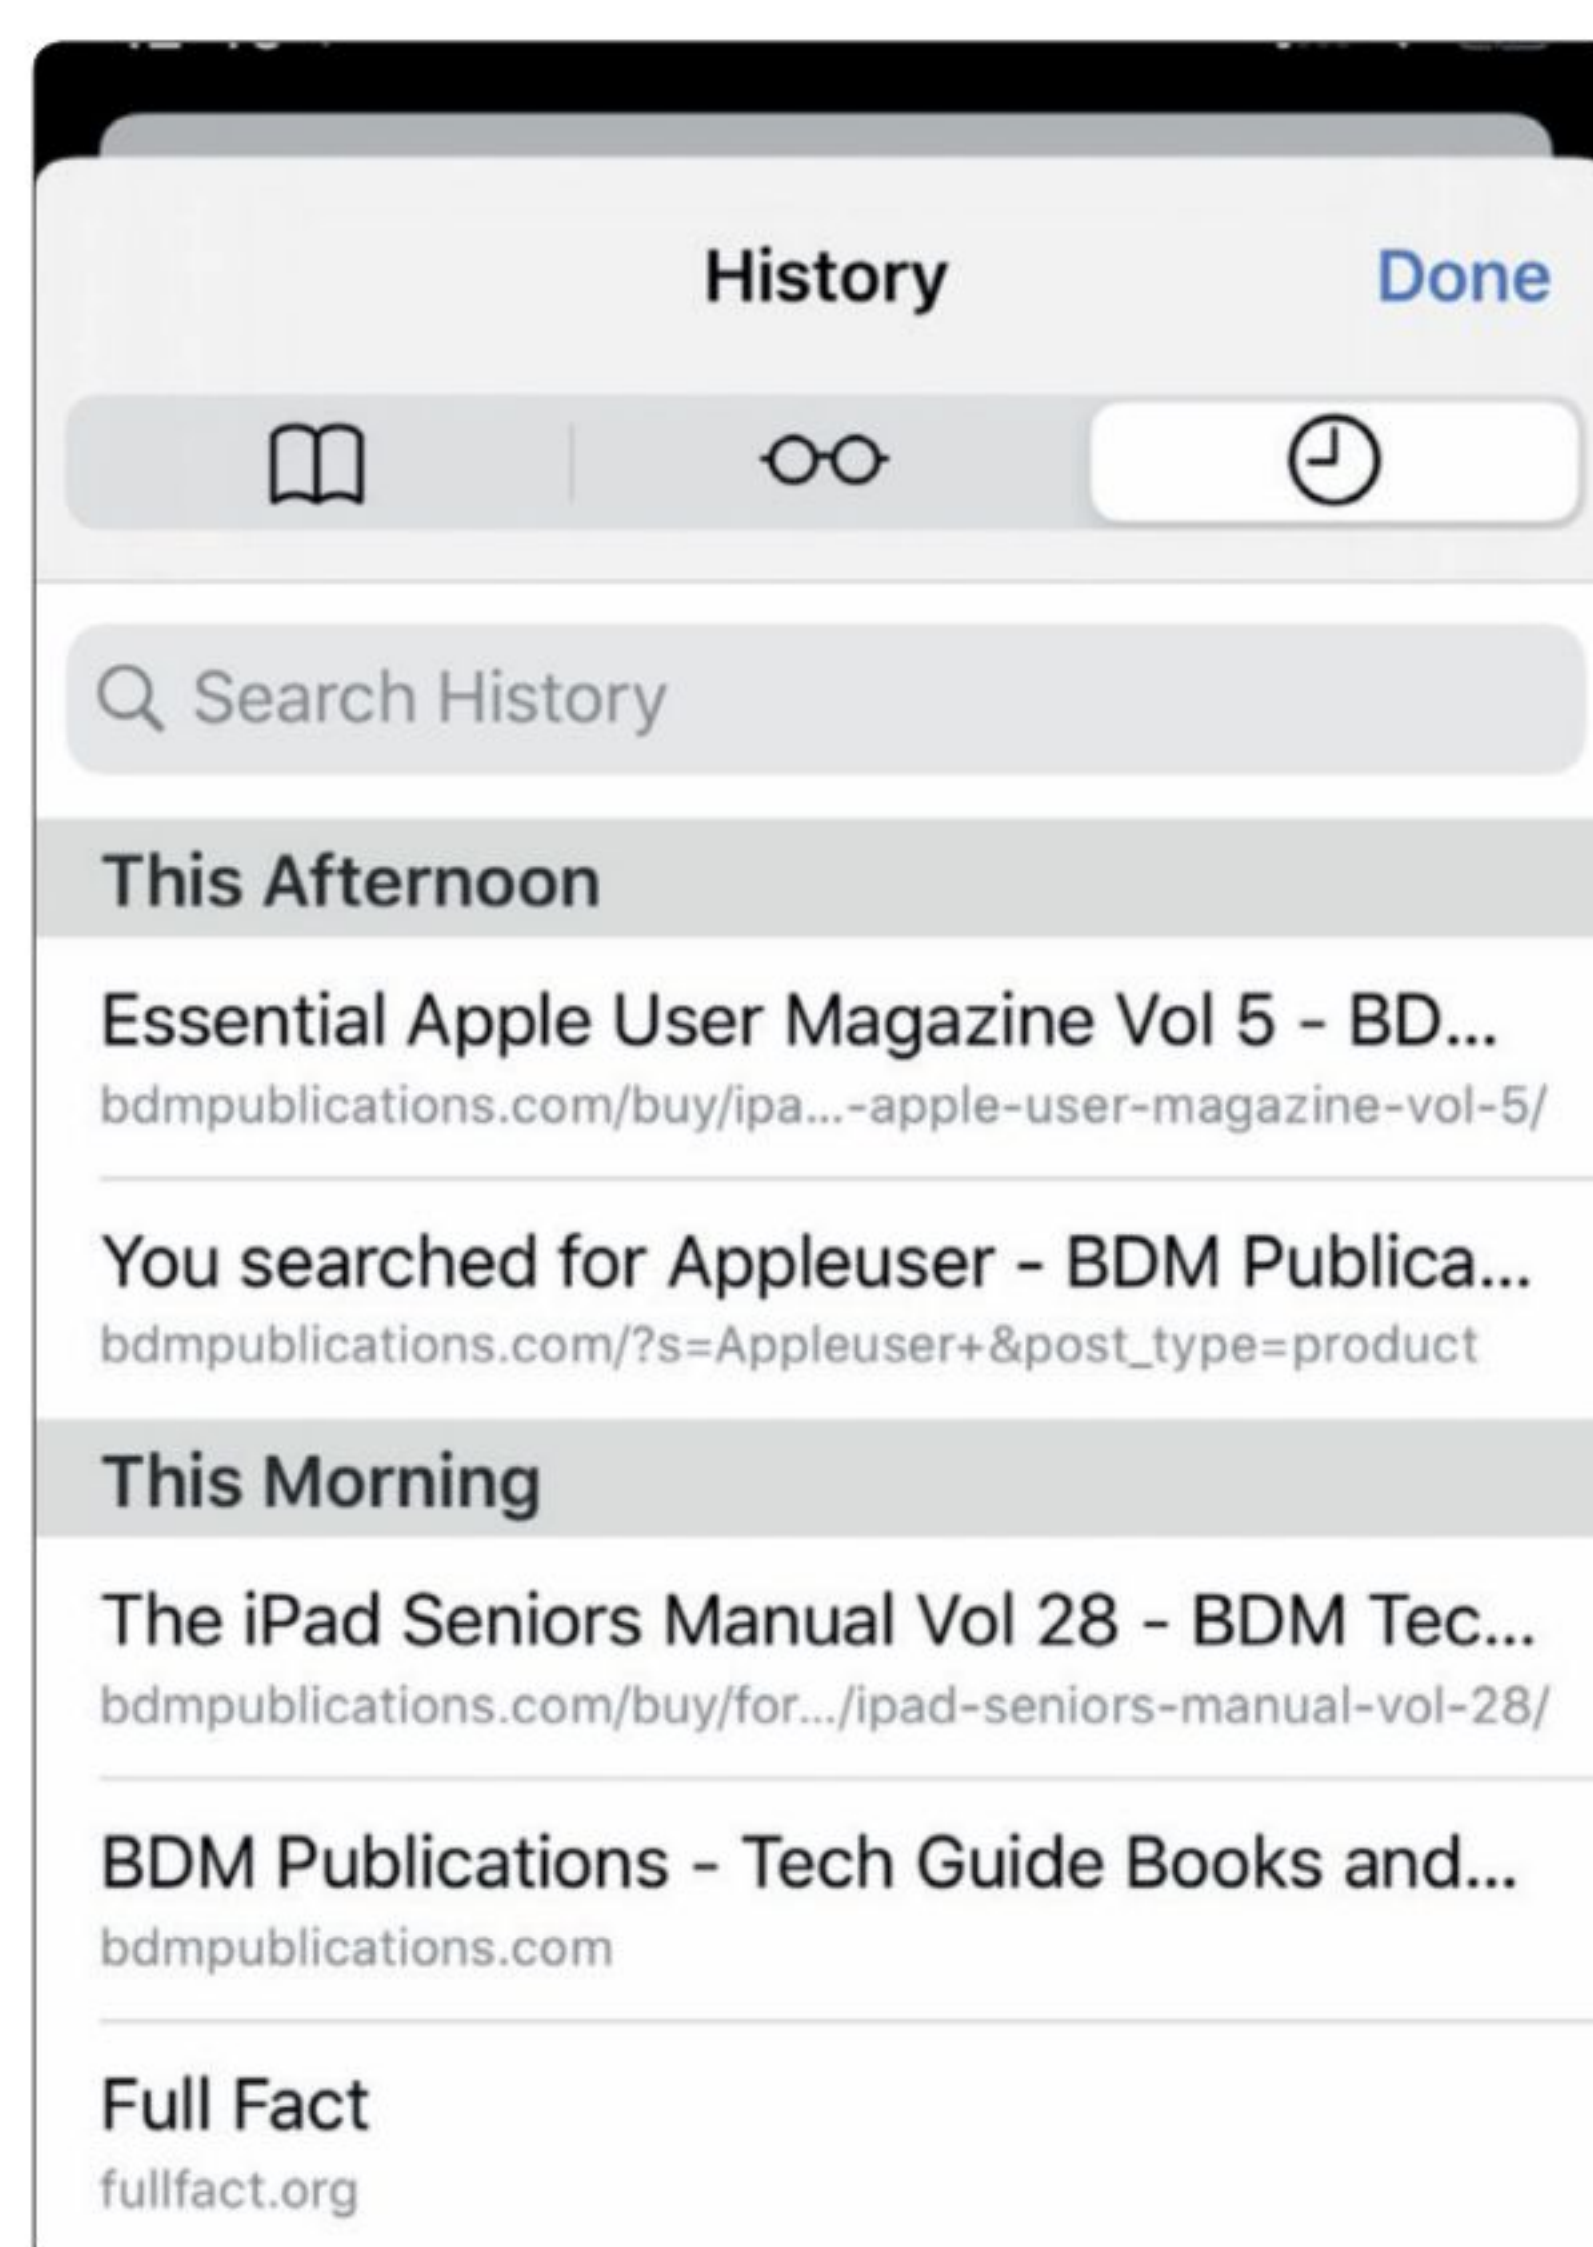 History
Done
Search History
This Afternoon
Essential Apple User Magazine Vol 5 - BD...
bdmpublications.com/buy/ipa...-apple-user-magazine-vol-5/
You searched for Appleuser - BDM Publica...
bdmpublications.com/?s=Appleuser+&post_type=product
This Morning
The iPad Seniors Manual Vol 28 - BDM Tec...
bdmpublications.com/buy/for.../ipad-seniors-manual-vol-28/
BDM Publications - Tech Guide Books and...
bdmpublications.com
Full Fact
fullfact.org